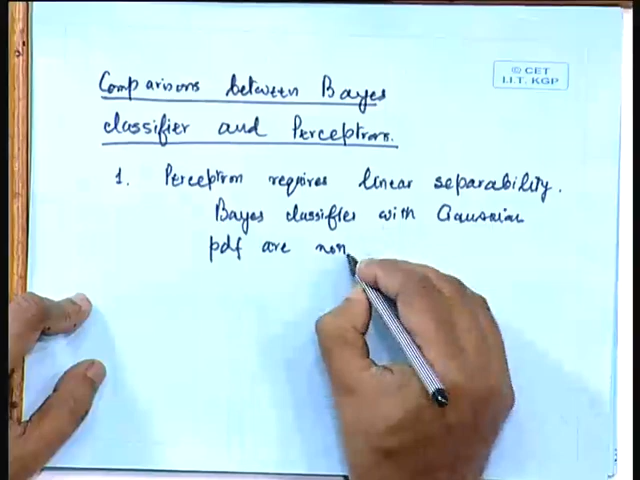 © CET
I.I.T. KGP
Comparisons between Bayes
classifier and Perceptron.
1. Perceptron requires linear separability.
Bayes classifier with Gaussian
pdf are non